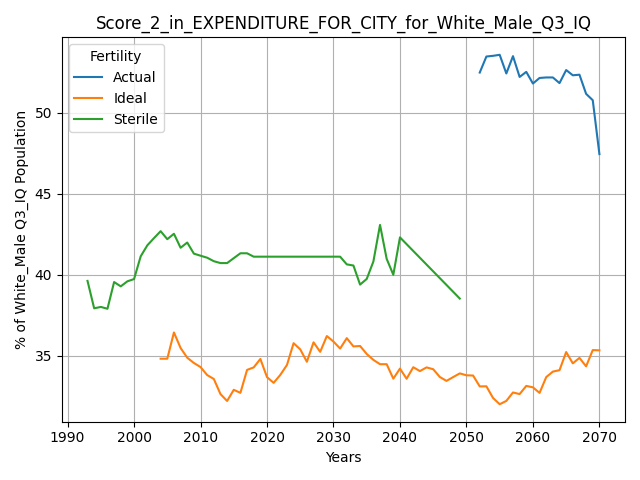 Score_2_in_EXPENDITURE_FOR_CITY_for_White_Male_Q3_IQ
Fertility
Actual
Ideal
Sterile
% of White_Male Q3_IQ Population
50
45
40
35
1990 2000 2010 2020 2030 2040 2050 2060 2070
Years